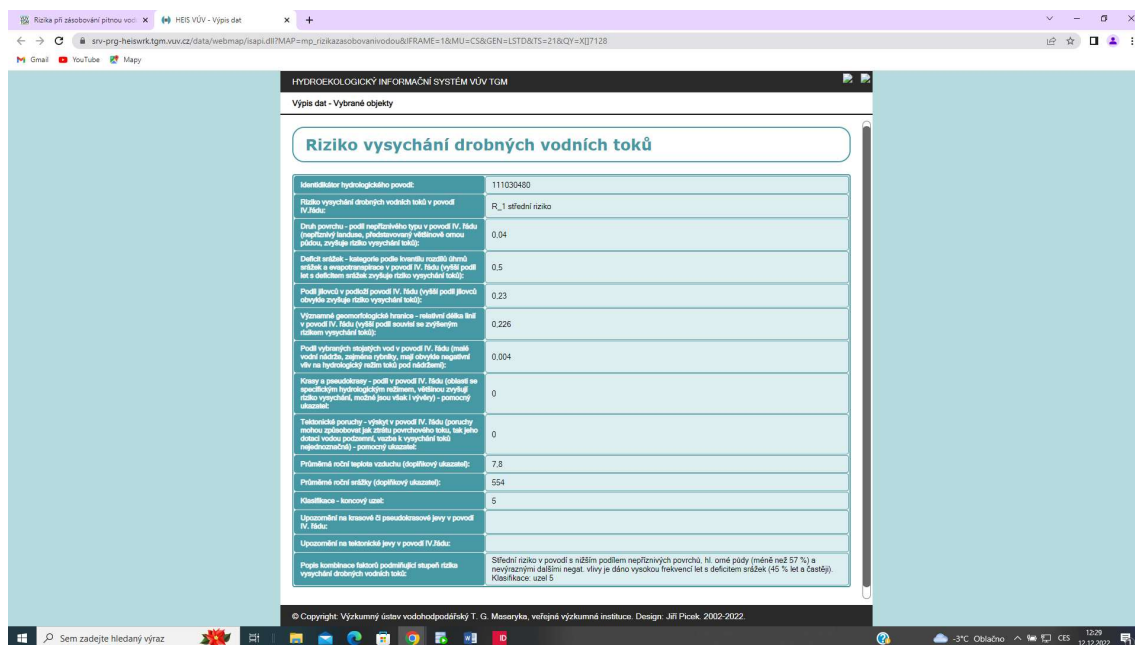 Rizika při zásobování pitnou vod
HEIS VÚV - Výpis dat
srv-prg-heiswrk.tgm.vuv.cz/data/webmap/isapi.dll?MAP=mp_rizikazasobovanivodou&IFRAME=1&MU=CS&GEN=LSTD&TS=21&QY=X[]7128
Gmail YouTube Mapy
HYDROEKOLOGICKÝ INFORMAČNÍ SYSTÉM VÚV TGM
Výpis dat - Vybrané objekty
Riziko vysychání drobných vodních toků
Identidikátor hydrologického povodí: 111030480
Riziko vysychání drobných vodních toků v povodí
IV.řádu: R_1 střední riziko
Druh povrchu - podíl nepříznivého typu v povodí IV. řádu
(nepříznivý landuse, představovaný většinově ornou
půdou, zvyšuje riziko vysychání toků): 0,04
Deficit srážek - kategorie podle kvantilu rozdílů úhrnů
srážek a evapotranspirace v povodí IV. řádu (vyšší podíl
let s deficitem srážek zvyšuje riziko vysychání toků): 0,5
Podíl jílovců v podloží povodí IV. řádu (vyšší podíl jílovců
obvykle zvyšuje riziko vysychání toků): 0,23
Významné geomorfologické hranice - relativní délka linií
v povodí IV. řádu (vyšší podíl souvisí se zvýšeným
rizikem vysychání toků): 0,226
Podíl vybraných stojatých vod v povodí IV. řádu (malé
vodní nádrže, zejména rybníky, mají obvykle negativní
vliv na hydrologický režim toků pod nádržemi): 0,004
Krasy a pseudokrasy - podíl v povodí IV. řádu (oblasti se
specifickým hydrologickým režimem, většinou zvyšují
riziko vysychání, možné jsou však i vývěry) - pomocný
ukazatel: 0
Tektonické poruchy - výskyt v povodí IV. řádu (poruchy
mohou způsobovat jak ztrátu povrchového toku, tak jeho
dotaci vodou podzemní, vazba k vysychání toků
nejednoznačná) - pomocný ukazatel: 0
Průměrná roční teplota vzduchu (doplňkový ukazatel): 7,8
Průměrné roční srážky (doplňkový ukazatel): 554
Klasifikace - koncový uzel: 5
Upozornění na krasové či pseudokrasové jevy v povodí
IV. řádu:
Upozornění na tektonické jevy v povodí IV.řádu:
Popis kombinace faktorů podmiňující stupeň rizika
vysychání drobných vodních toků:
Střední riziko v povodí s nižším podílem nepříznivých povrchů, hl. orné půdy (méně než 57 %) a
nevýraznými dalšími negat. vlivy je dáno vysokou frekvencí let s deficitem srážek (45 % let a častěji).
Klasifikace: uzel 5
© Copyright: Výzkumný ústav vodohodpodářský T. G. Masaryka, veřejná výzkumná instituce. Design: Jiří Picek. 2002-2022.
Sem zadejte hledaný výraz
-3°C Oblačno CES 12:29
12.12.2022